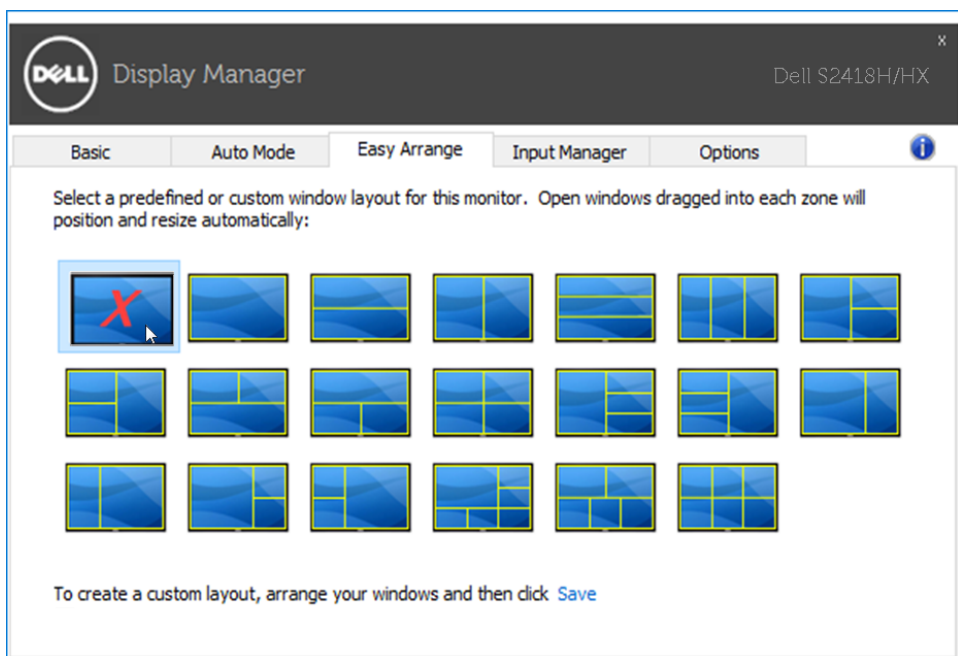 DELL
Display Manager
X
Dell S2418H/HX
Basic
Auto Mode
Easy Arrange
Input Manager
Options
Select a predefined or custom window layout for this monitor. Open windows dragged into each zone will
position and resize automatically:
X
To create a custom layout, arrange your windows and then click Save